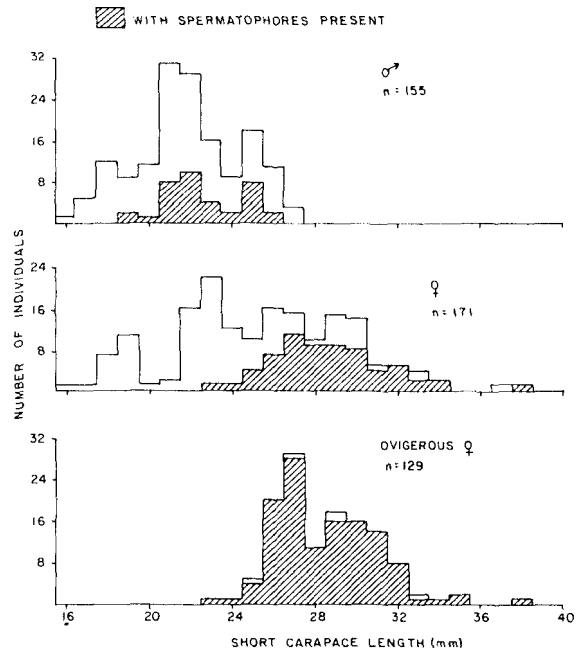 WITH SPERMATOPHORES PRESENT
32
24
16
8
♂
n = 155
24
16
8
♀
n = 171
NUMBER OF INDIVIDUALS
32
24
16
8
OVIGEROUS ♀
n = 129
16 20 24 28 32 36 40
SHORT CARAPACE LENGTH (mm)